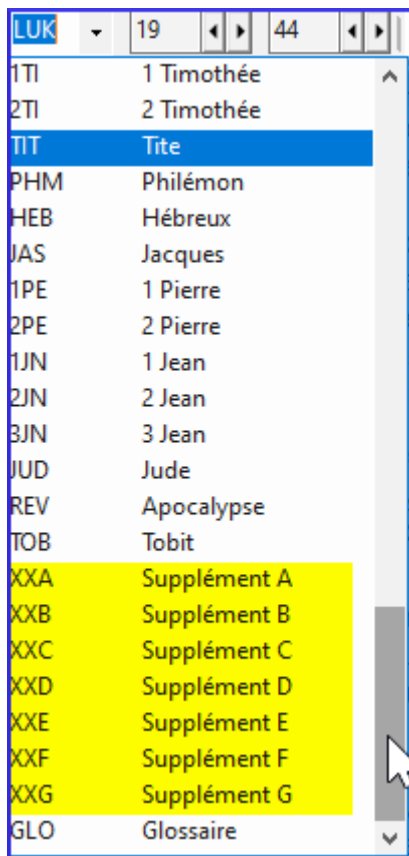 LUK 19 44
1TI 1 Timothée
2TI 2 Timothée
TIT Tite
PHM Philémon
HEB Hébreux
JAS Jacques
1PE 1 Pierre
2PE 2 Pierre
1JN 1 Jean
2JN 2 Jean
3JN 3 Jean
JUD Jude
REV Apocalypse
TOB Tobit
XXA Supplément A
XXB Supplément B
XXC Supplément C
XXD Supplément D
XXE Supplément E
XXF Supplément F
XXG Supplément G
GLO Glossaire